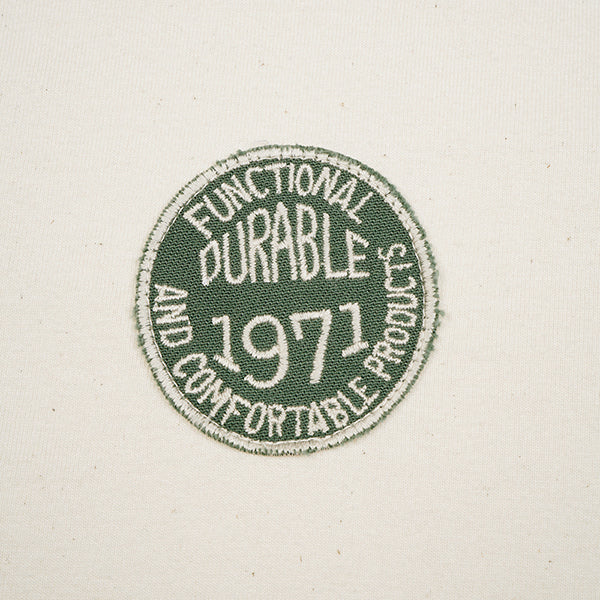 FUNCTIONAL
DURABLE
1971
AND COMFORTABLE PRODUCTS